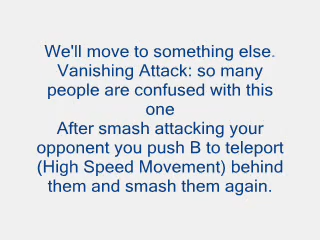 We'll move to something else.
Vanishing Attack: so many
people are confused with this
one
After smash attacking your
opponent you push B to teleport
(High Speed Movement) behind
them and smash them again.